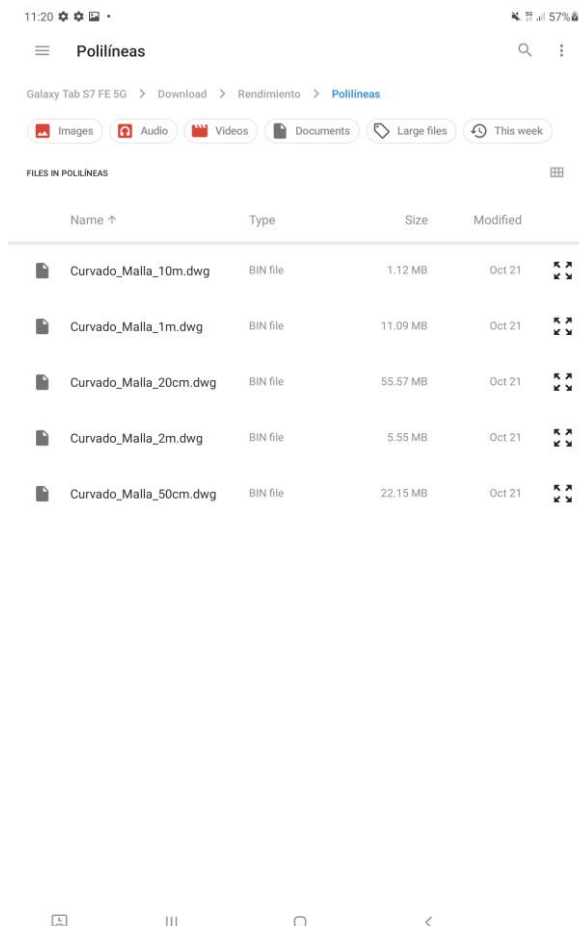 11:20
57%
Polilíneas
Galaxy Tab S7 FE 5G > Download > Rendimiento > Polilíneas
Images Audio Videos Documents Large files This week
FILES IN POLILÍNEAS
Name ↑ Type Size Modified
Curvado_Malla_10m.dwg BIN file 1.12 MB Oct 21
Curvado_Malla_1m.dwg BIN file 11.09 MB Oct 21
Curvado_Malla_20cm.dwg BIN file 55.57 MB Oct 21
Curvado_Malla_2m.dwg BIN file 5.55 MB Oct 21
Curvado_Malla_50cm.dwg BIN file 22.15 MB Oct 21